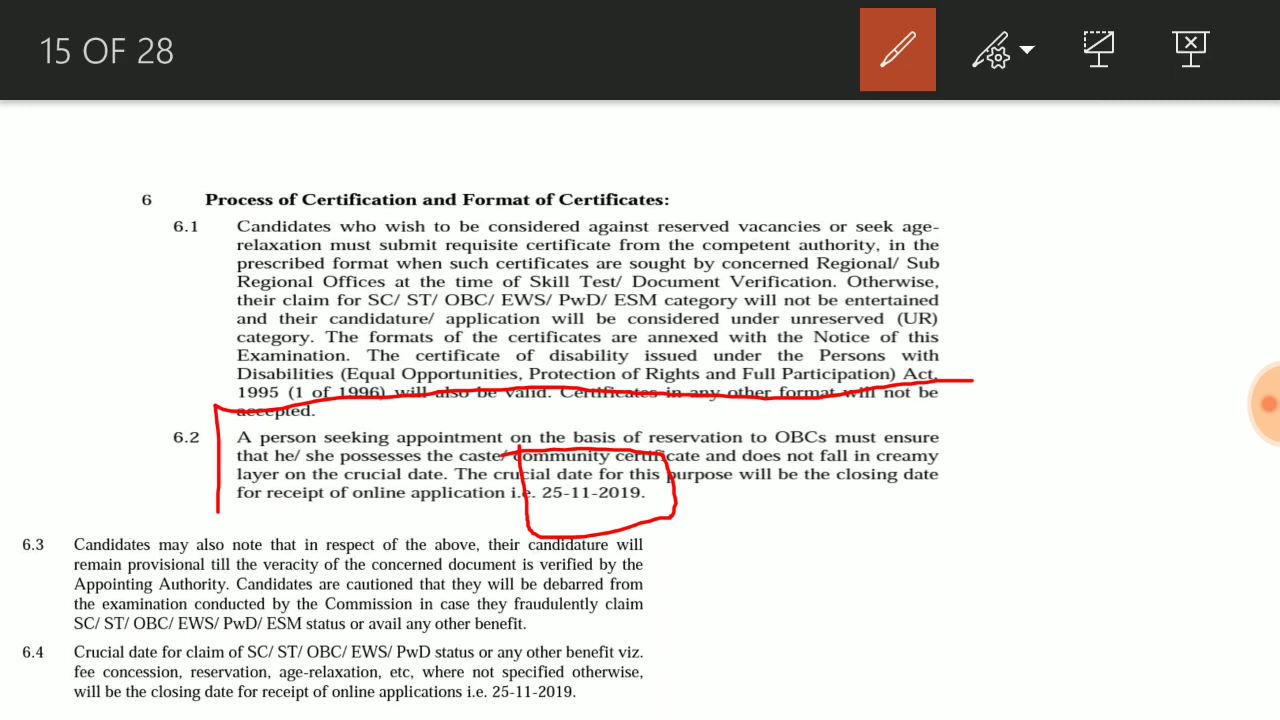 15 OF 28
6 Process of Certification and Format of Certificates:
6.1 Candidates who wish to be considered against reserved vacancies or seek age-
relaxation must submit requisite certificate from the competent authority, in the
prescribed format when such certificates are sought by concerned Regional/ Sub
Regional Offices at the time of Skill Test/ Document Verification. Otherwise,
their claim for SC/ ST/ OBC/ EWS/ PwD/ ESM category will not be entertained
and their candidature/ application will be considered under unreserved (UR)
category. The formats of the certificates are annexed with the Notice of this
Examination. The certificate of disability issued under the Persons with
Disabilities (Equal Opportunities, Protection of Rights and Full Participation) Act,
1995 (1 of 1996) will also be valid. Certificates in any other format will not be
accepted.
6.2 A person seeking appointment on the basis of reservation to OBCs must ensure
that he/ she possesses the caste/ community certificate and does not fall in creamy
layer on the crucial date. The crucial date for this purpose will be the closing date
for receipt of online application i.e. 25-11-2019.
6.3 Candidates may also note that in respect of the above, their candidature will
remain provisional till the veracity of the concerned document is verified by the
Appointing Authority. Candidates are cautioned that they will be debarred from
the examination conducted by the Commission in case they fraudulently claim
SC/ ST/ OBC/ EWS/ PwD/ ESM status or avail any other benefit.
6.4 Crucial date for claim of SC/ ST/ OBC/ EWS/ PwD status or any other benefit viz.
fee concession, reservation, age-relaxation, etc, where not specified otherwise,
will be the closing date for receipt of online applications i.e. 25-11-2019.